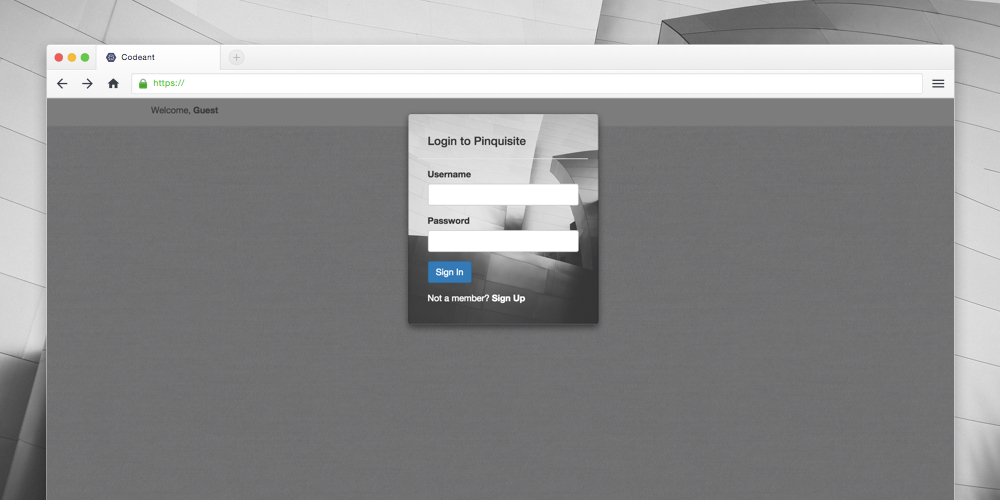 Codeant
https://
Welcome, Guest
Login to Pinquisite
Username
Password
Sign In
Not a member? Sign Up